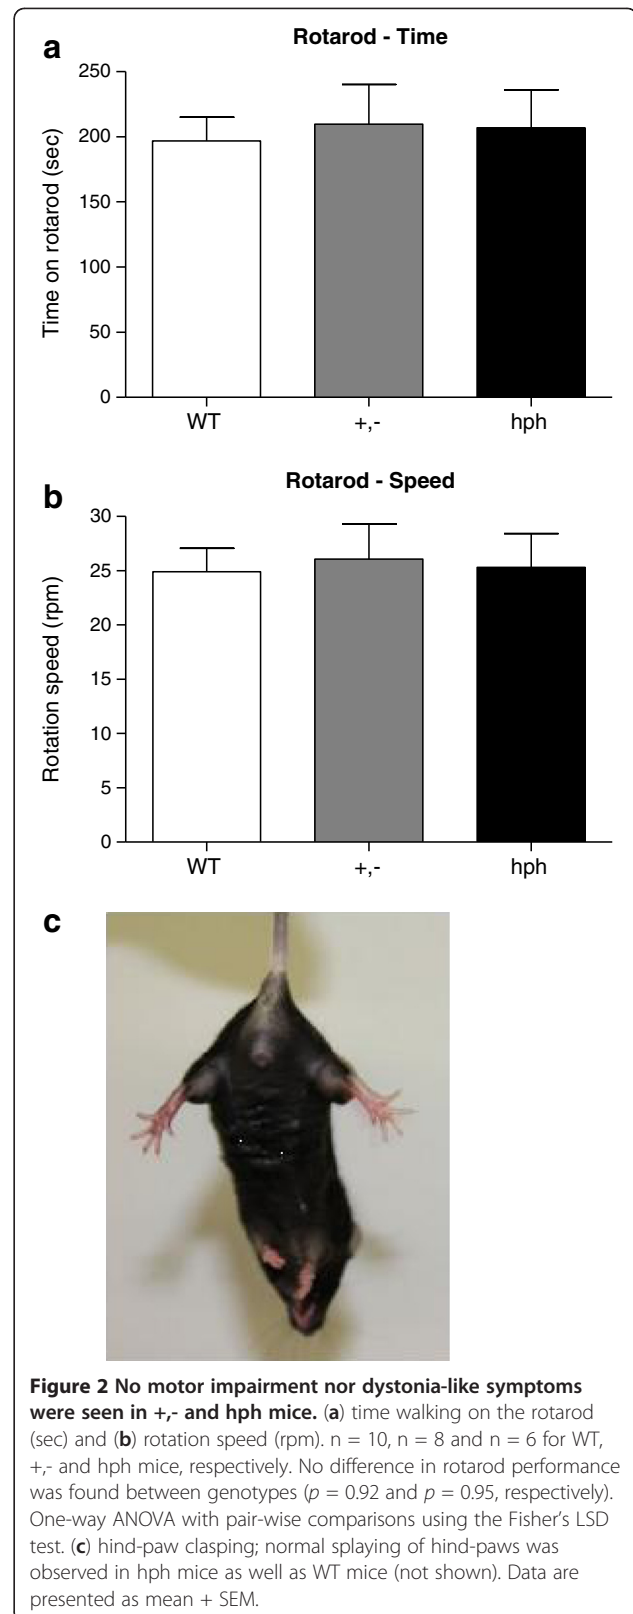 a
Rotarod - Time
Time on rotarod (sec)
250
200
150
100
50
0
WT
+,-
hph
b
Rotarod - Speed
Rotation speed (rpm)
30
25
20
15
10
5
0
WT
+,-
hph
c
Figure 2 No motor impairment nor dystonia-like symptoms
were seen in +,- and hph mice. (a) time walking on the rotarod
(sec) and (b) rotation speed (rpm). n = 10, n = 8 and n = 6 for WT,
+,- and hph mice, respectively. No difference in rotarod performance
was found between genotypes (p = 0.92 and p = 0.95, respectively).
One-way ANOVA with pair-wise comparisons using the Fisher's LSD
test. (c) hind-paw clasping; normal splaying of hind-paws was
observed in hph mice as well as WT mice (not shown). Data are
presented as mean + SEM.